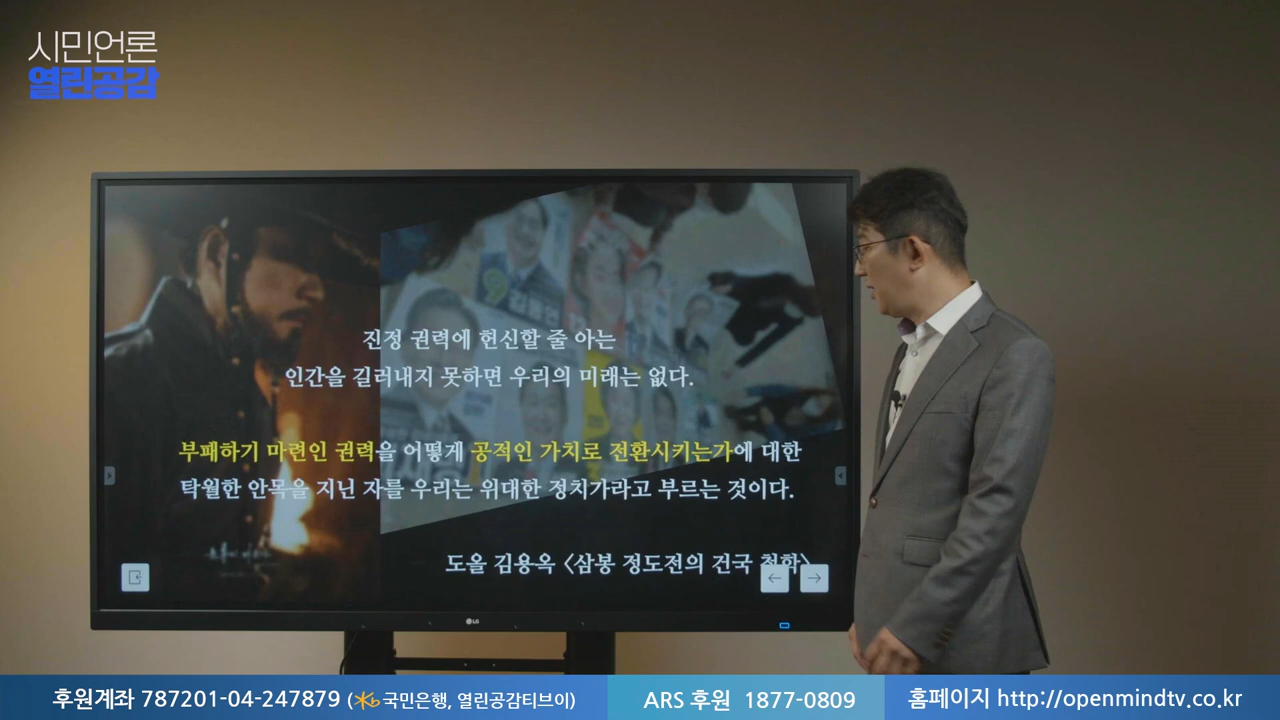 시민언론
열린공감
진정 권력에 헌신할 줄 아는
인간을 길러내지 못하면 우리의 미래는 없다.
부패하기 마련인 권력을 어떻게 공적인 가치로 전환시키는가에 대한
탁월한 안목을 지닌 자를 우리는 위대한 정치가라고 부르는 것이다.
도올 김용옥 <삼봉 정도전의 건국 철학>
LG
후원계좌 787201-04-247879 (국민은행, 열린공감티브이)
ARS 후원 1877-0809
홈페이지 http://openmindtv.co.kr